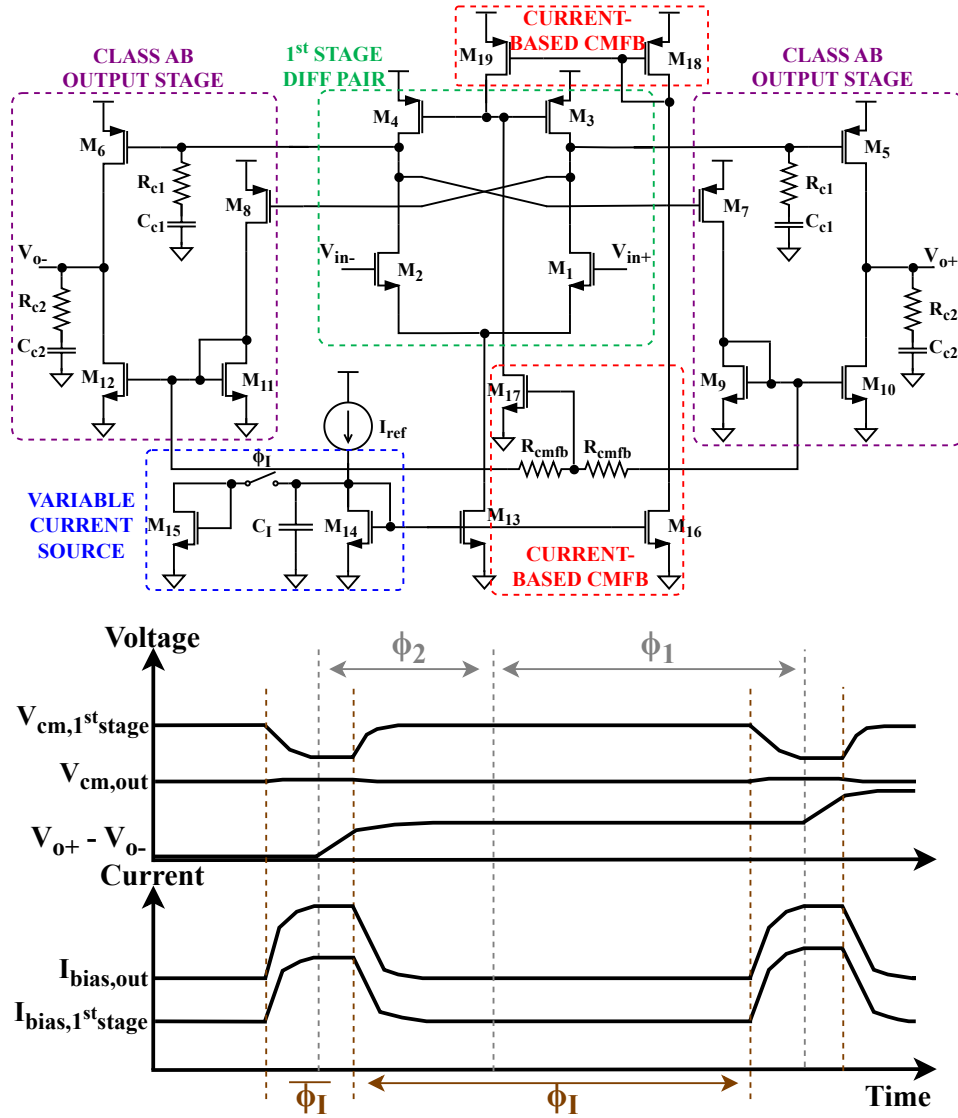 CURRENT-
BASED CMFB
CLASS AB
OUTPUT STAGE
1st STAGE
DIFF PAIR
CLASS AB
OUTPUT STAGE
M19
M18
M4
M3
M6
M5
Rc1
Cc1
M8
M7
Rc1
Cc1
Vo-
Vin-
M2
M1
Vin+
Vo+
Rc2
Cc2
Rc2
Cc2
M12
M11
M17
M9
M10
Iref
Rcmfb
Rcmfb
ϕI
VARIABLE
CURRENT
SOURCE
M15
CI
M14
M13
M16
CURRENT-
BASED CMFB
Voltage
ϕ2
ϕ1
Vcm,1ststage
Vcm,out
Vo+ - Vo-
Current
Ibias,out
Ibias,1ststage
ϕI
ϕI
Time